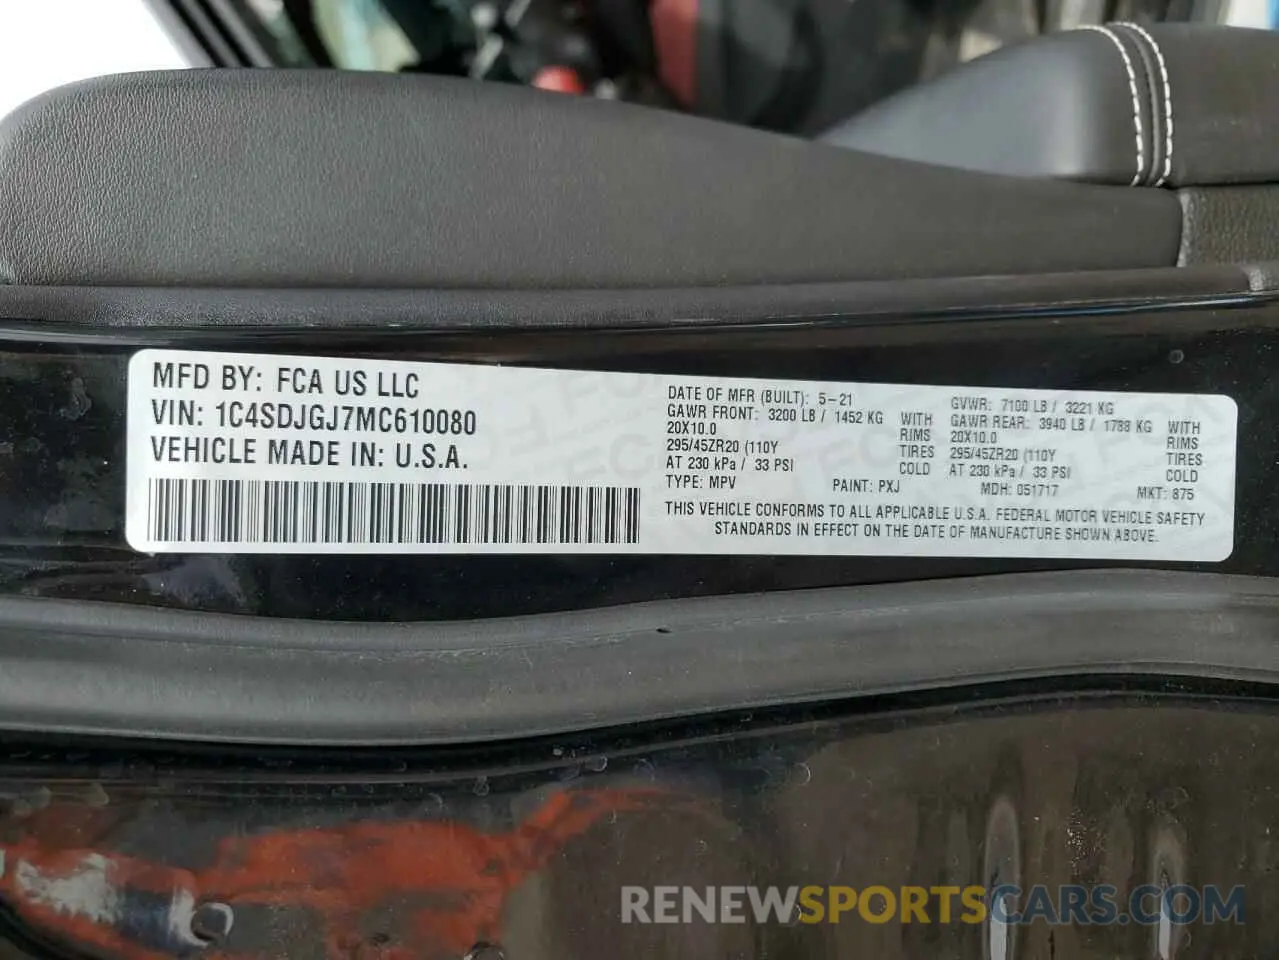 MFD BY: FCA US LLC
VIN: 1C4SDJGJ7MC610080
VEHICLE MADE IN: U.S.A.
DATE OF MFR (BUILT): 5-21
GAWR FRONT: 3200 LB / 1452 KG WITH
20X10.0 RIMS
295/45ZR20 (110Y TIRES
AT 230 kPa / 33 PSI COLD
TYPE: MPV PAINT: PXJ
GVWR: 7100 LB / 3221 KG
GAWR REAR: 3940 LB / 1788 KG WITH
20X10.0 RIMS
295/45ZR20 (110Y TIRES
AT 230 kPa / 33 PSI COLD
MDH: 051717 MKT: 875
THIS VEHICLE CONFORMS TO ALL APPLICABLE U.S.A. FEDERAL MOTOR VEHICLE SAFETY
STANDARDS IN EFFECT ON THE DATE OF MANUFACTURE SHOWN ABOVE.
RENEWSPORTSCARS.COM